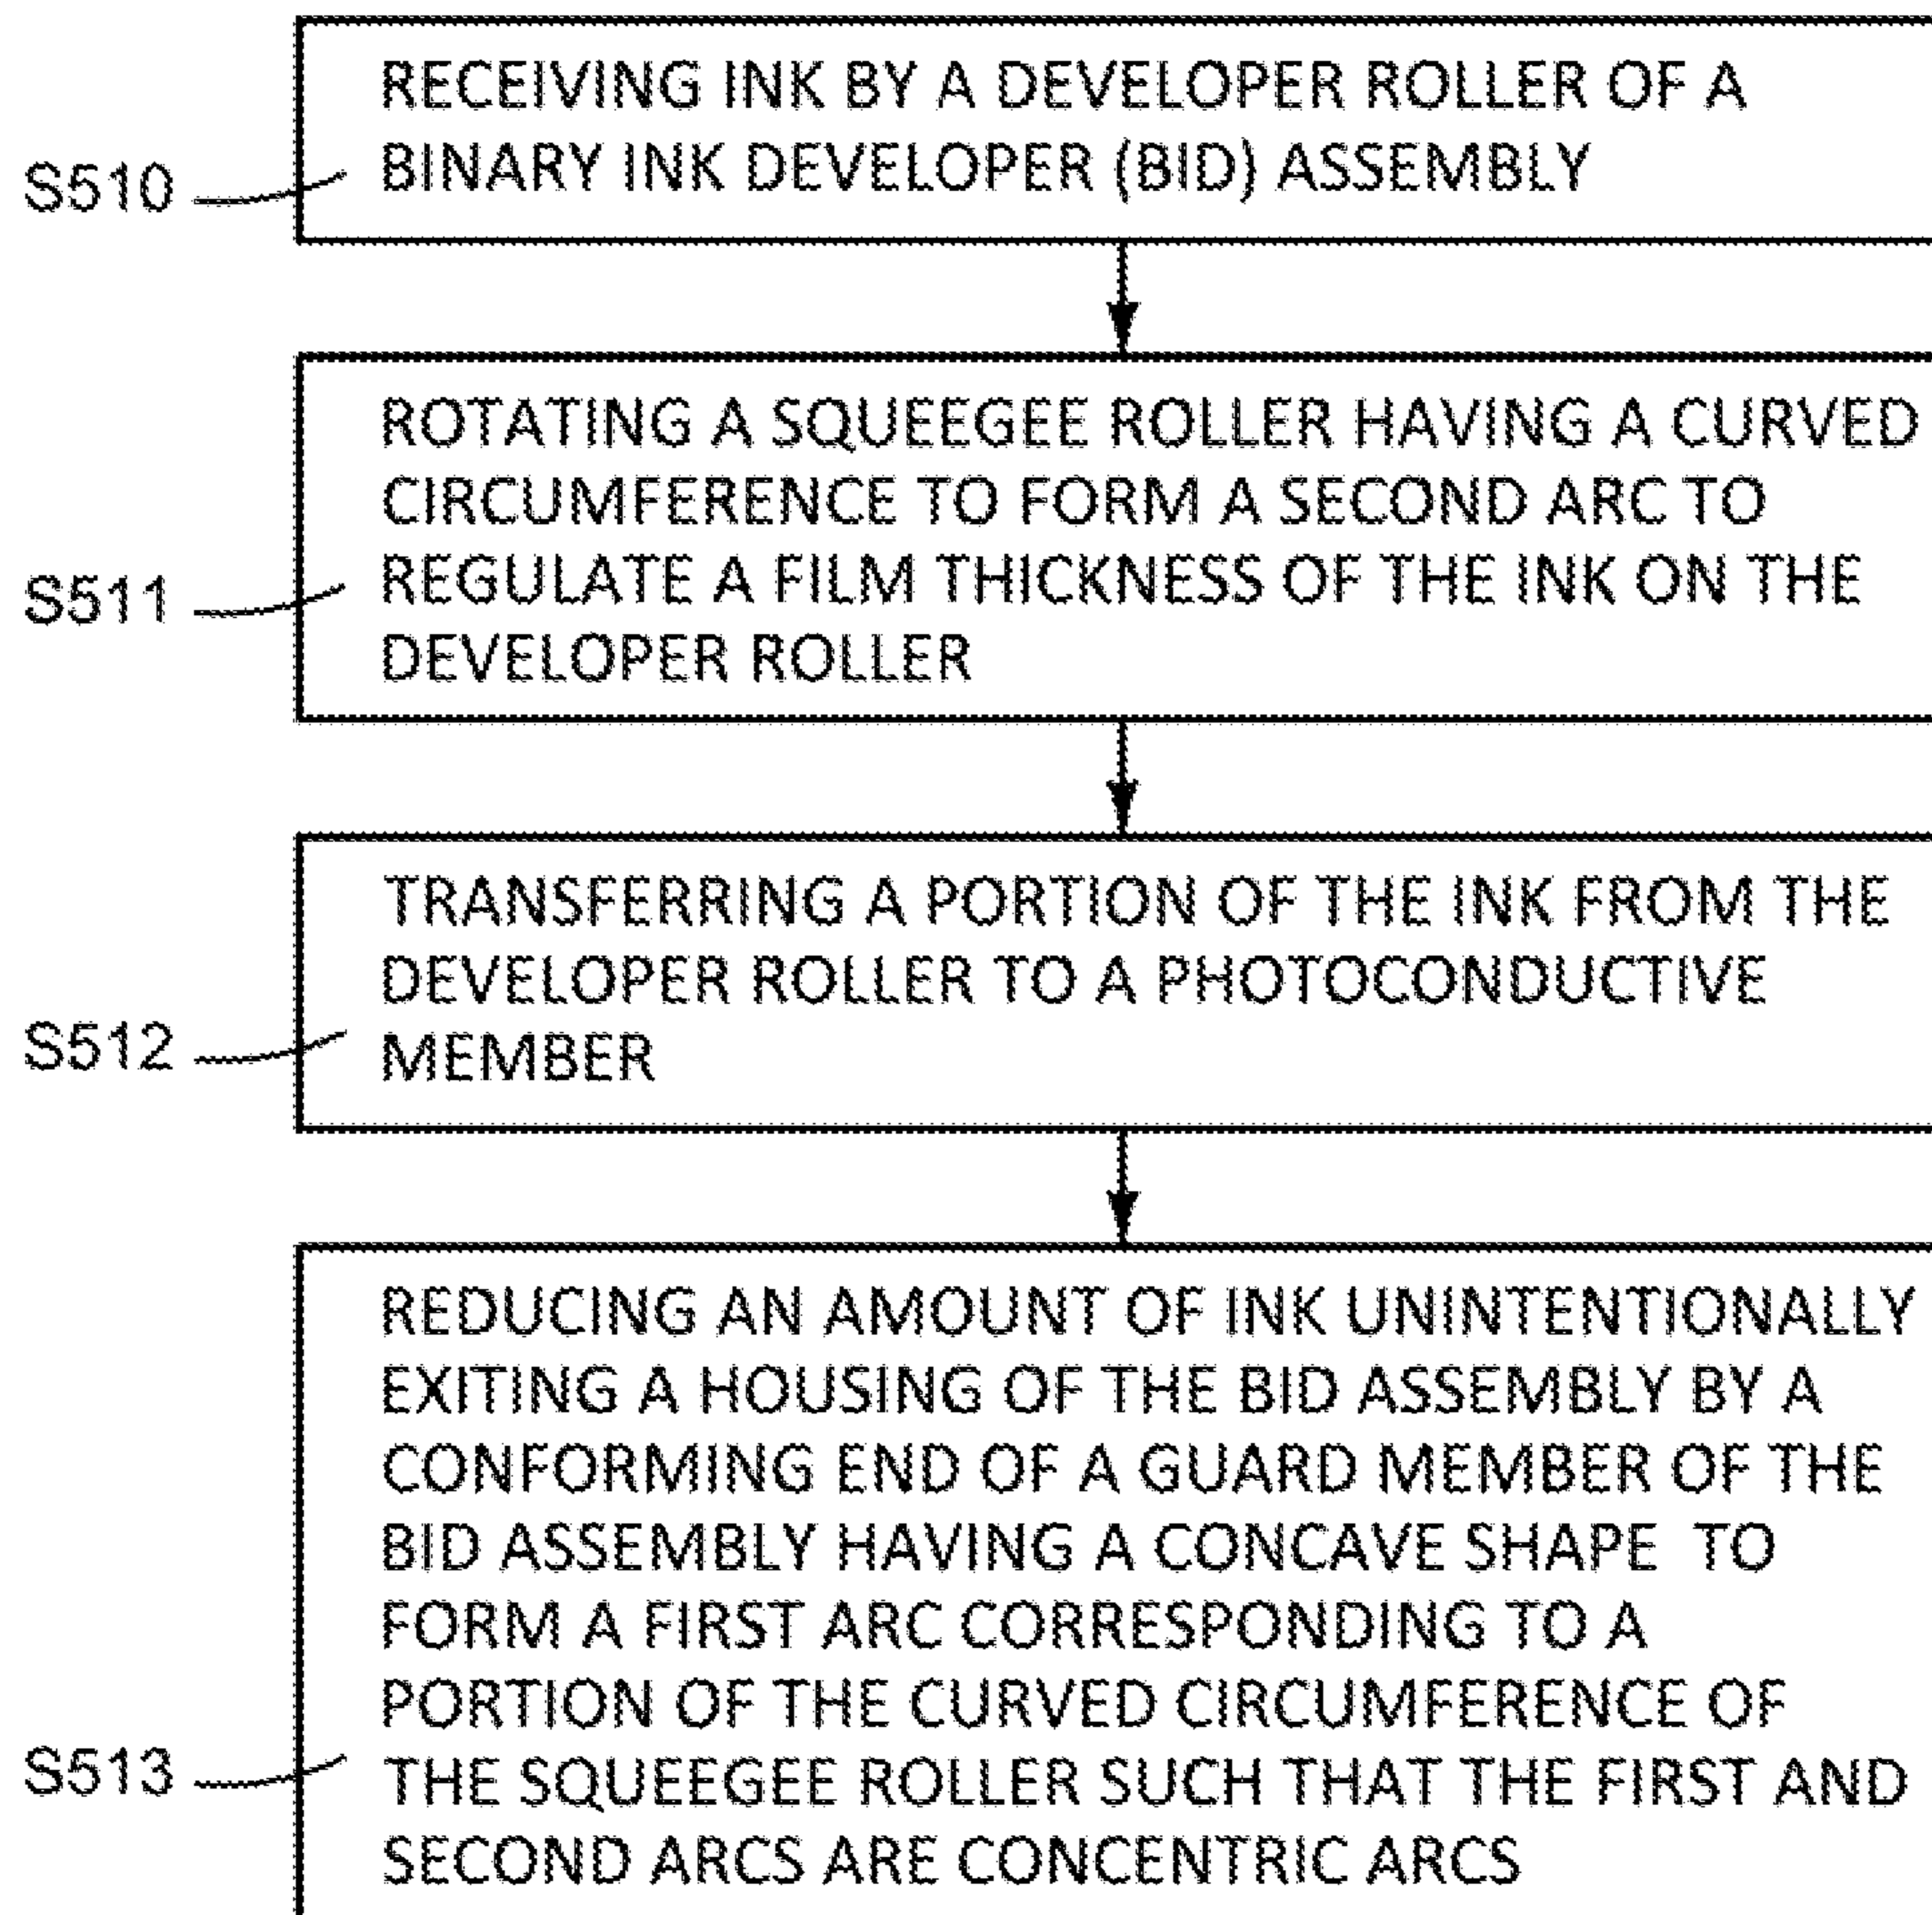 RECEIVING INK BY A DEVELOPER ROLLER OF A
BINARY INK DEVELOPER (BID) ASSEMBLY
S510
ROTATING A SQUEEGEE ROLLER HAVING A CURVED
CIRCUMFERENCE TO FORM A SECOND ARC TO
REGULATE A FILM THICKNESS OF THE INK ON THE
S511
DEVELOPER ROLLER
TRANSFERRING A PORTION OF THE INK FROM THE
DEVELOPER ROLLER TO A PHOTOCONDUCTIVE
S512
MEMBER
REDUCING AN AMOUNT OF INK UNINTENTIONALLY
EXITING A HOUSING OF THE BID ASSEMBLY BY A
CONFORMING END OF A GUARD MEMBER OF THE
BID ASSEMBLY HAVING A CONCAVE SHAPE TO
FORM A FIRST ARC CORRESPONDING TO A
PORTION OF THE CURVED CIRCUMFERENCE OF
S513
THE SQUEEGEE ROLLER SUCH THAT THE FIRST AND
SECOND ARCS ARE CONCENTRIC ARCS